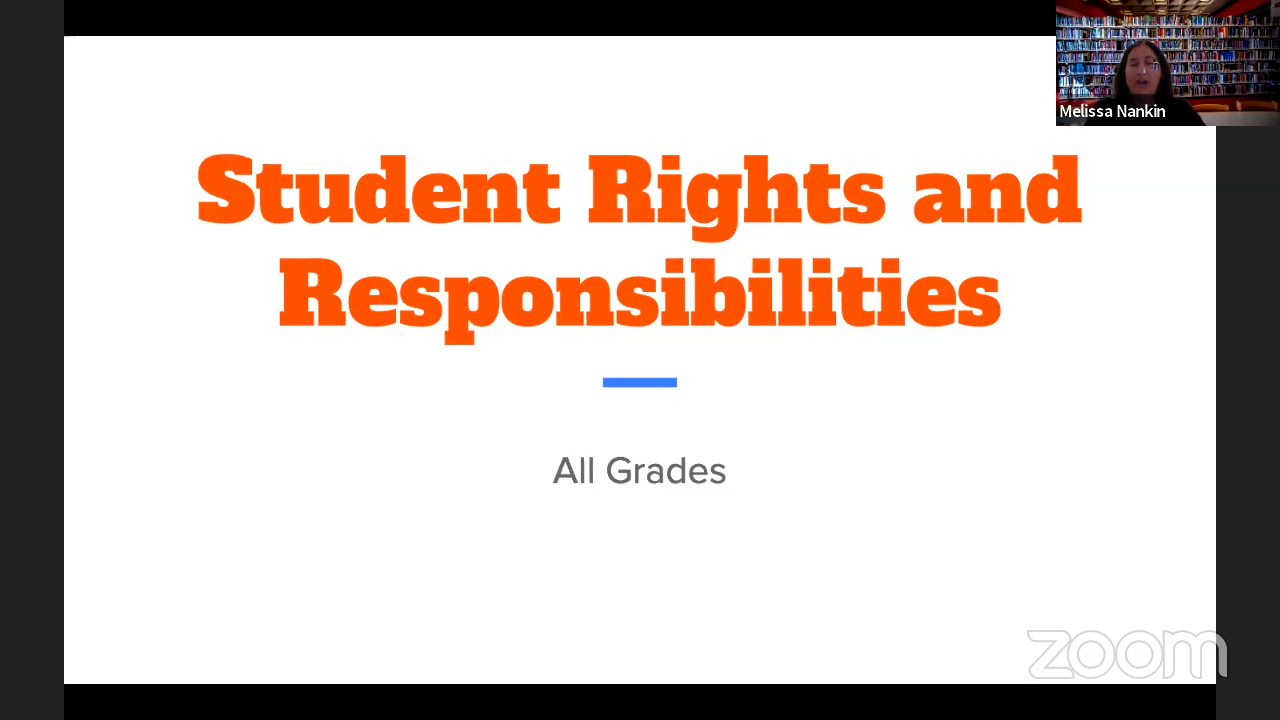 Melissa Nankin
Student Rights and
Responsibilities
All Grades
zoom